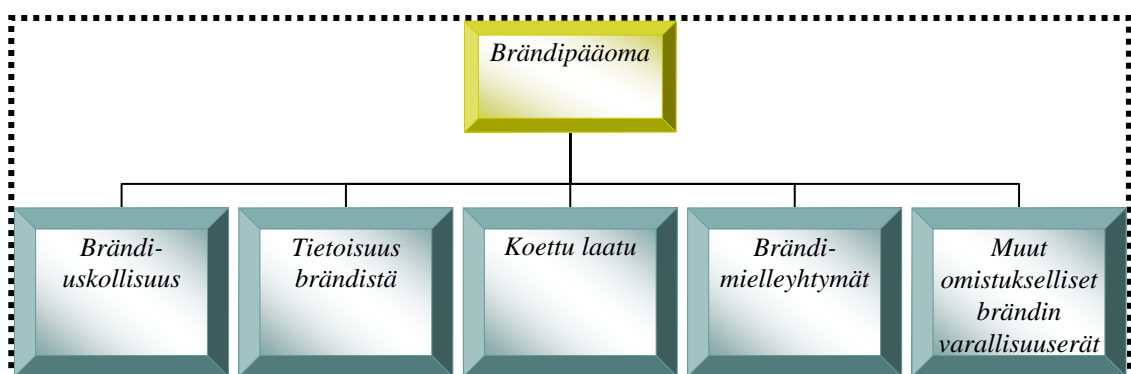 Brändipääoma
Brändi-
uskollisuus
Tietoisuus
brändistä
Koettu laatu
Brändi-
mielleyhtymät
Muut
omistukselliset
brändin
varallisuuserät